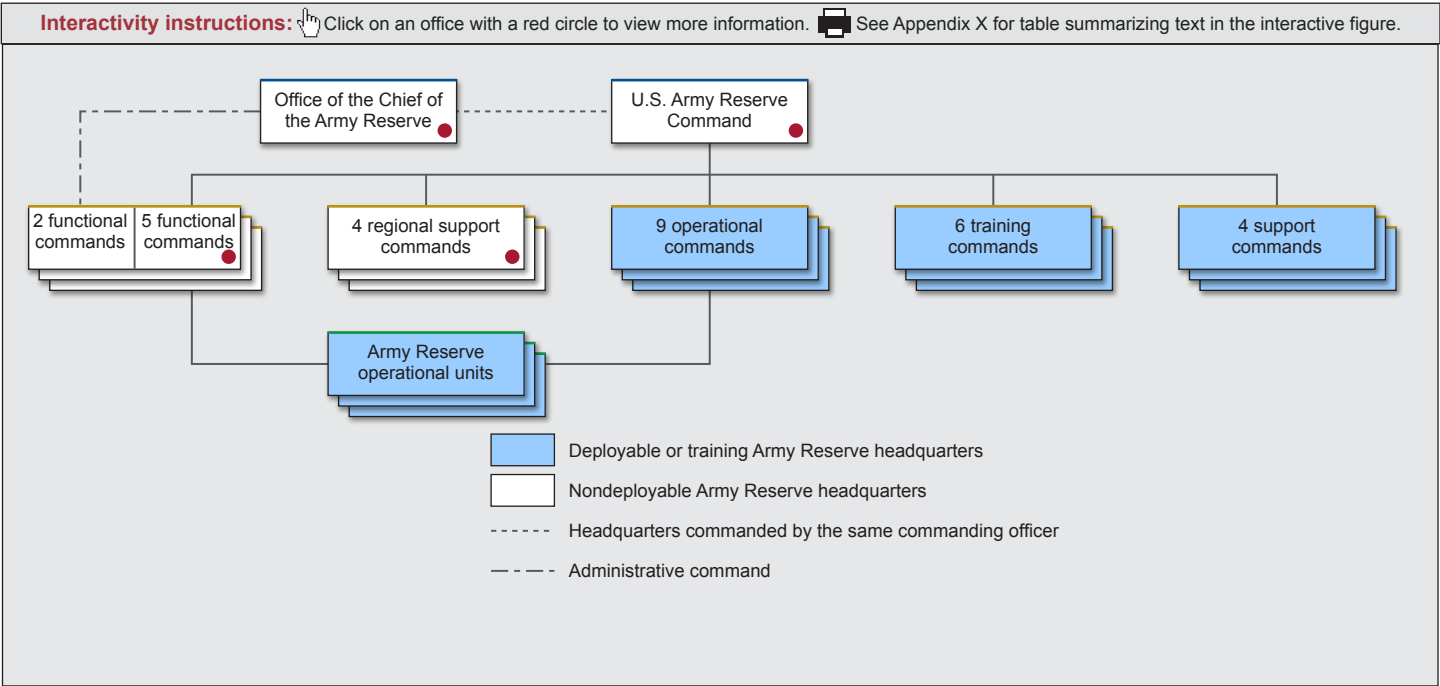 Interactivity instructions: Click on an office with a red circle to view more information. See Appendix X for table summarizing text in the interactive figure.
Office of the Chief of
the Army Reserve
U.S. Army Reserve
Command
2 functional
commands
5 functional
commands
4 regional support
commands
9 operational
commands
6 training
commands
4 support
commands
Army Reserve
operational units
Deployable or training Army Reserve headquarters
Nondeployable Army Reserve headquarters
Headquarters commanded by the same commanding officer
Administrative command